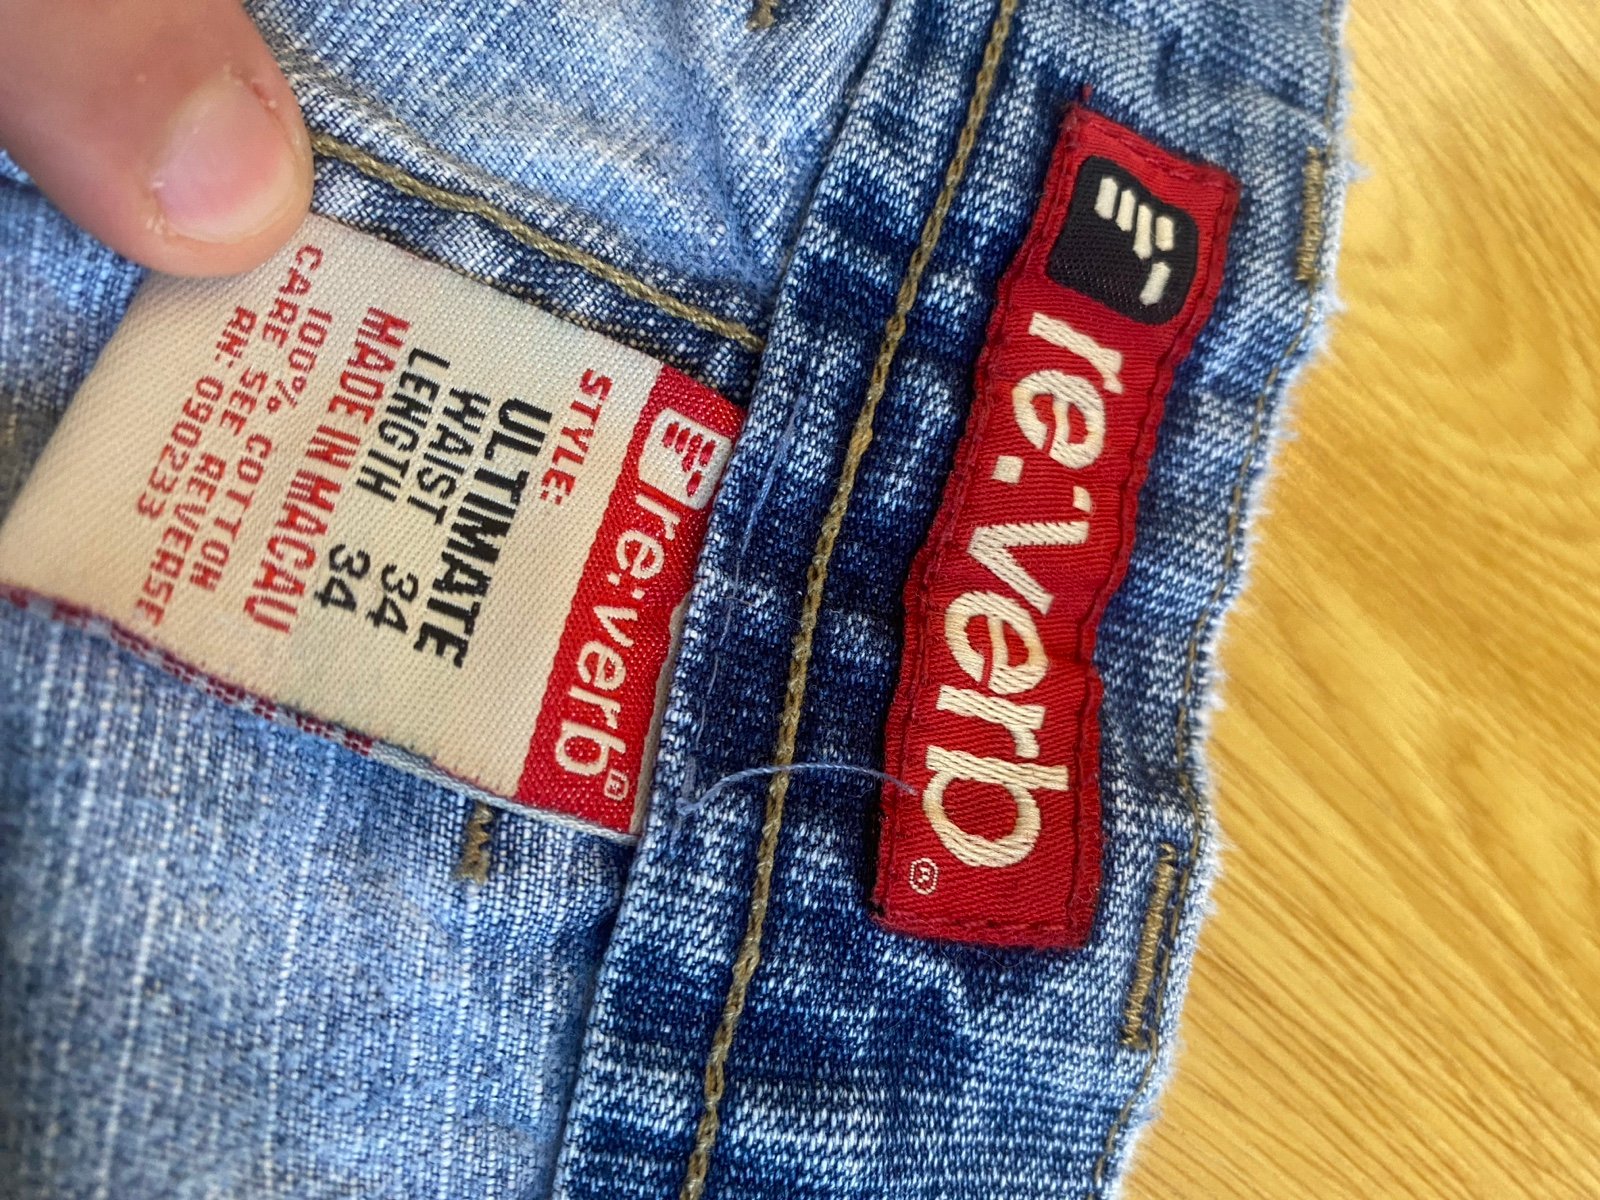 re:verb®
STYLE:
ULTIMATE
WAIST 34
LENGTH 34
MADE IN MACAU
100% COTTON
CARE SEE REVERSE
RN: 090233
re:verb®